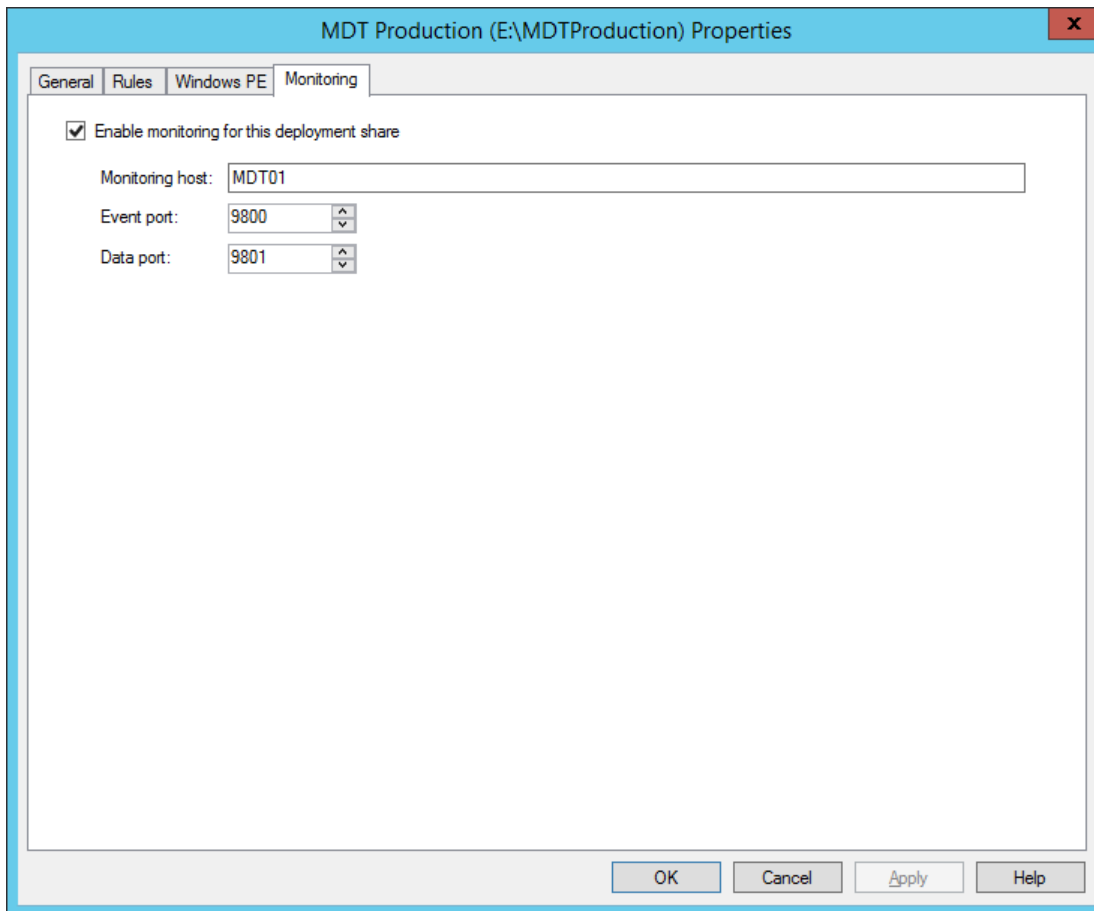 MDT Production (E:\MDTProduction) Properties
x
General Rules Windows PE Monitoring
Enable monitoring for this deployment share
Monitoring host: MDT01
Event port: 9800
Data port: 9801
OK Cancel Apply Help